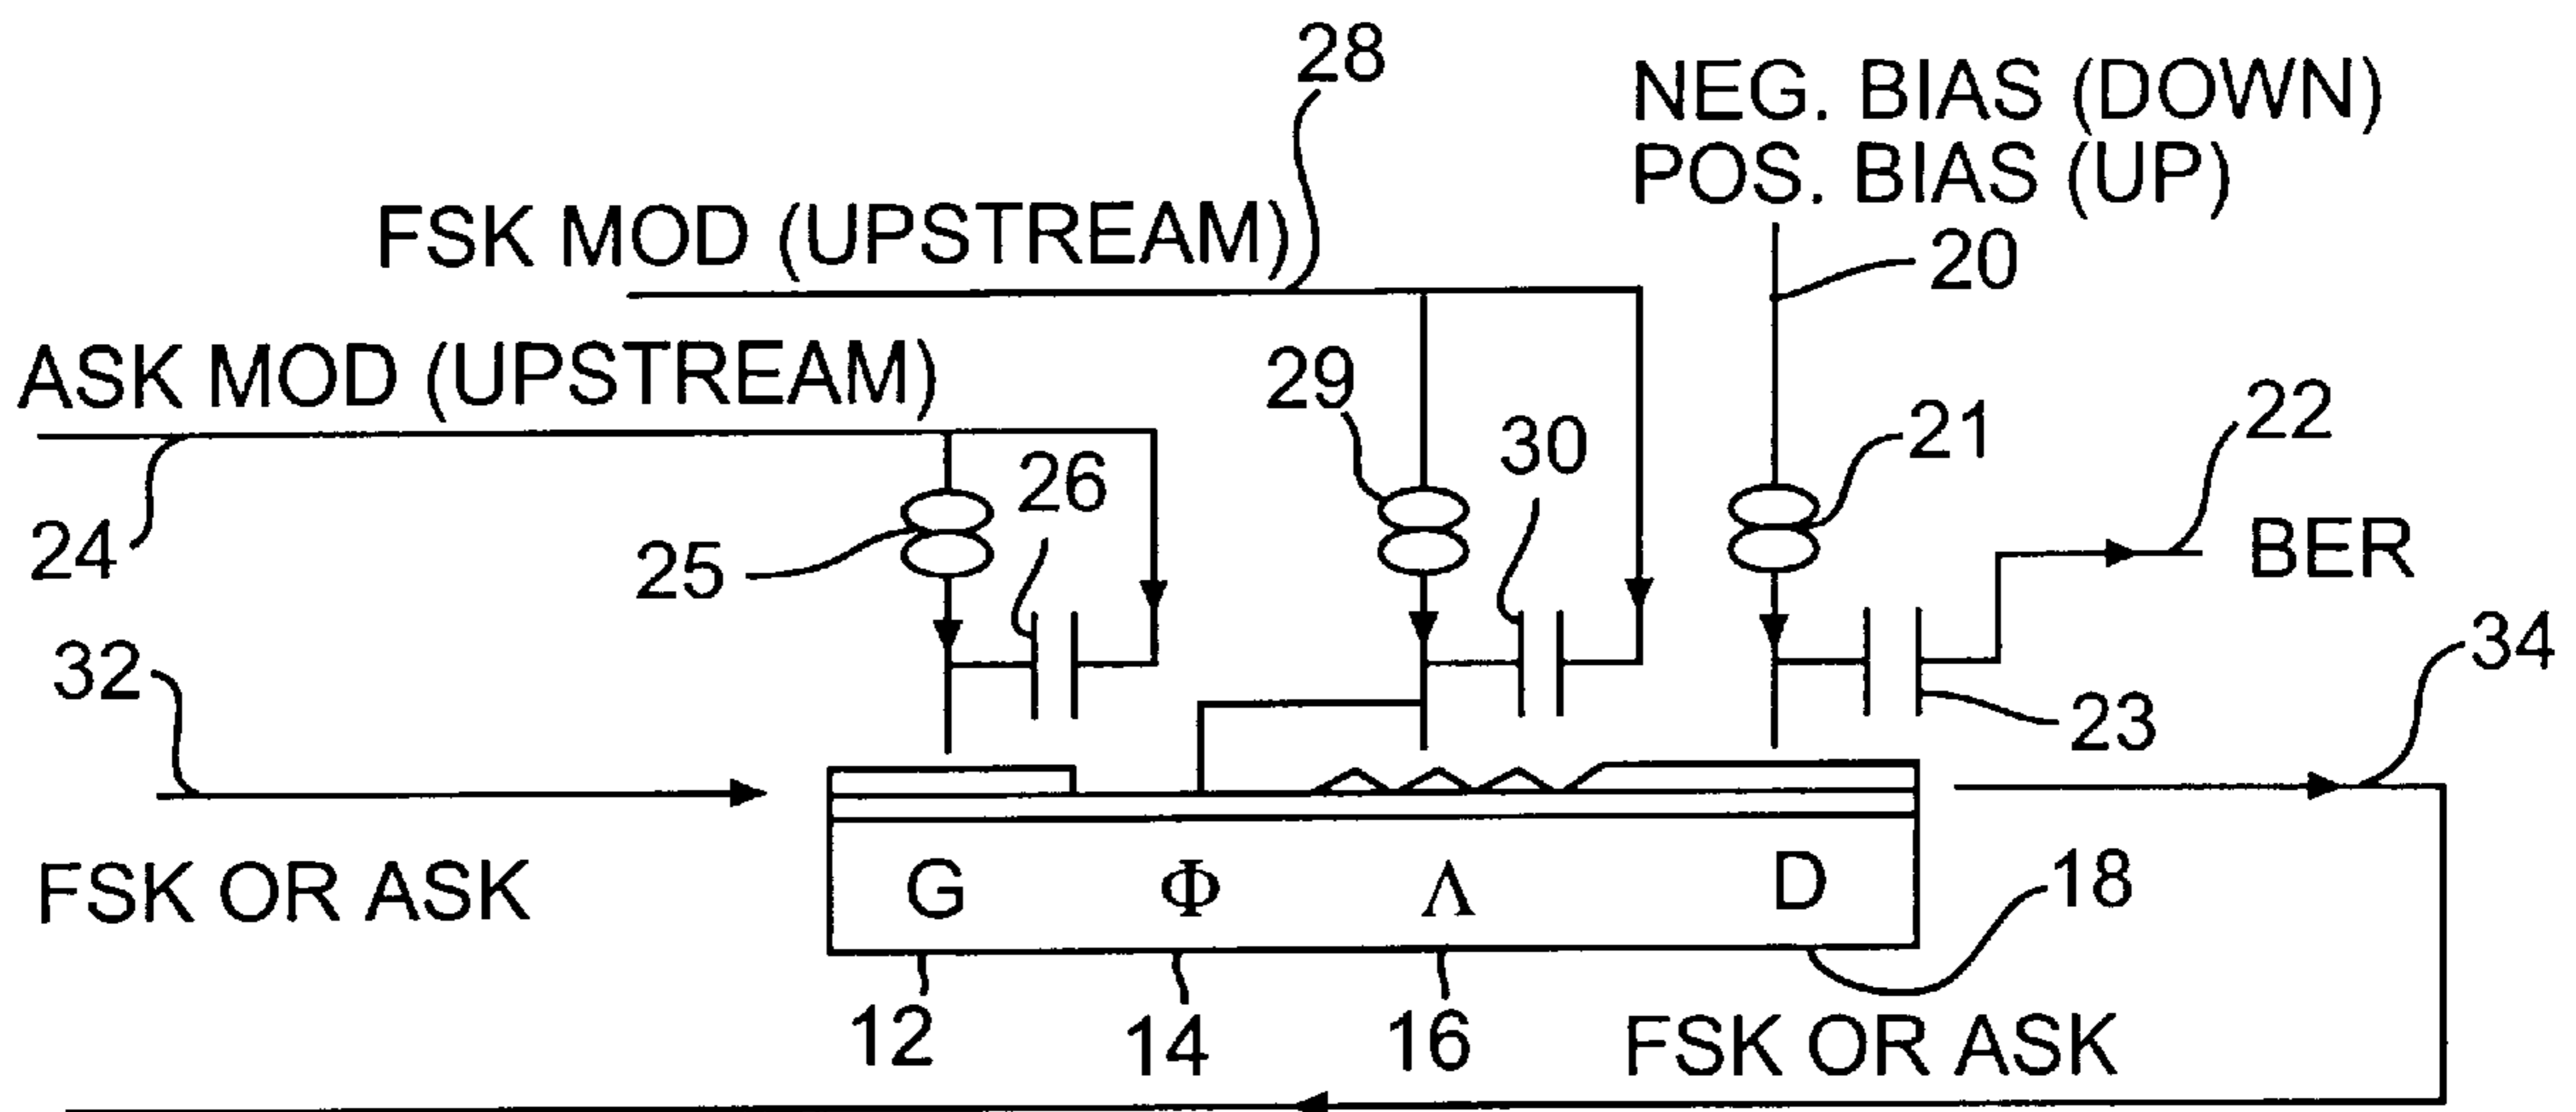 28
NEG. BIAS (DOWN)
POS. BIAS (UP)
FSK MOD (UPSTREAM)
20
ASK MOD (UPSTREAM)
29
30
21
22
26
24
25
BER
32
34
23
FSK OR ASK
G Φ Λ D
18
12 14 16
FSK OR ASK